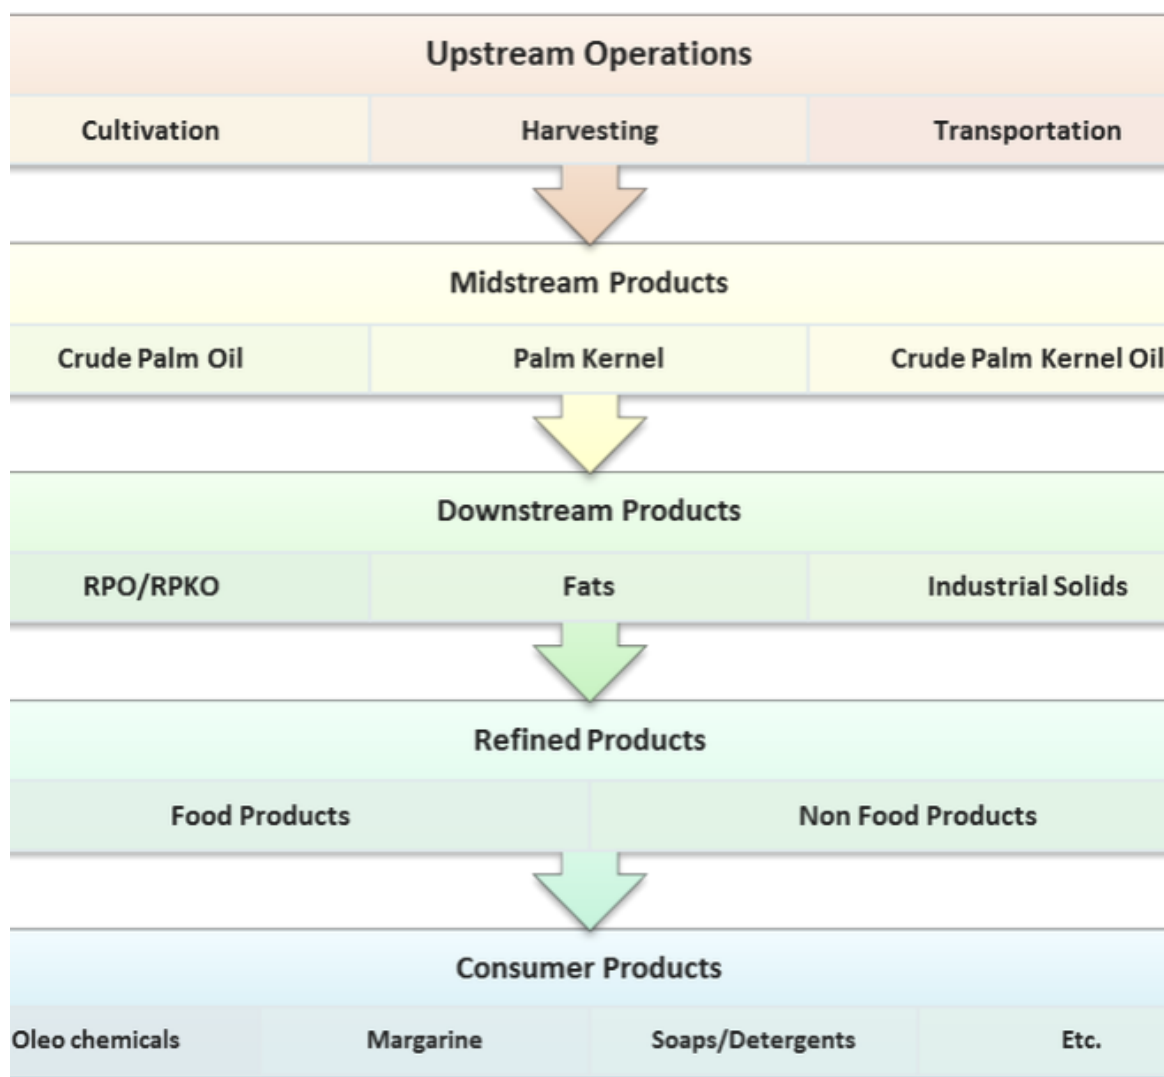 Upstream Operations
Cultivation Harvesting Transportation
Midstream Products
Crude Palm Oil Palm Kernel Crude Palm Kernel Oil
Downstream Products
RPO/RPKO Fats Industrial Solids
Refined Products
Food Products Non Food Products
Consumer Products
Oleo chemicals Margarine Soaps/Detergents Etc.